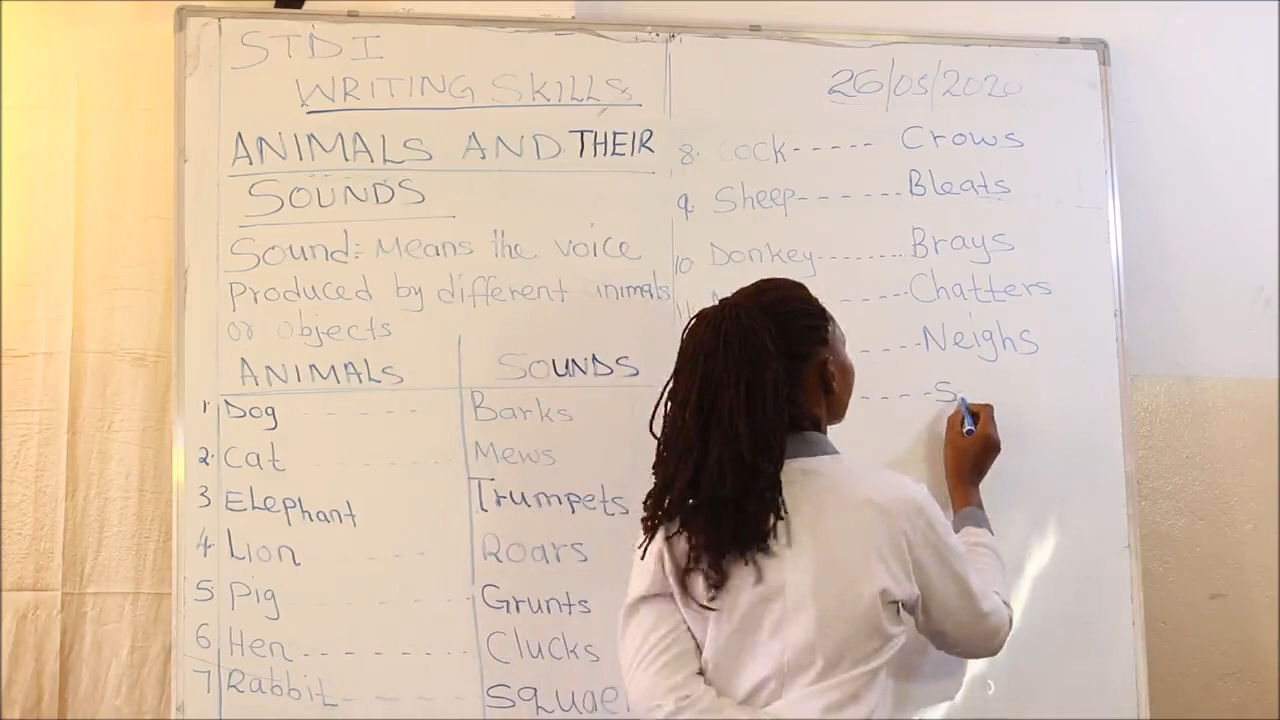 STD I
WRITING SKILLS
ANIMALS AND THEIR
SOUNDS
Sound: Means the voice
produced by different animals
or objects
ANIMALS SOUNDS
1. Dog ------ Barks
2. Cat ------ Mews
3 Elephant Trumpets
4. Lion --- Roars
5. Pig ------ Grunts
6 Hen ------ Clucks
7 Rabbit ----
26/05/2020
8. Cock ----- Crows
9. Sheep ------ Bleats
10 Donkey ------- Brays
11 ---- Chatters
---- Neighs
---- S